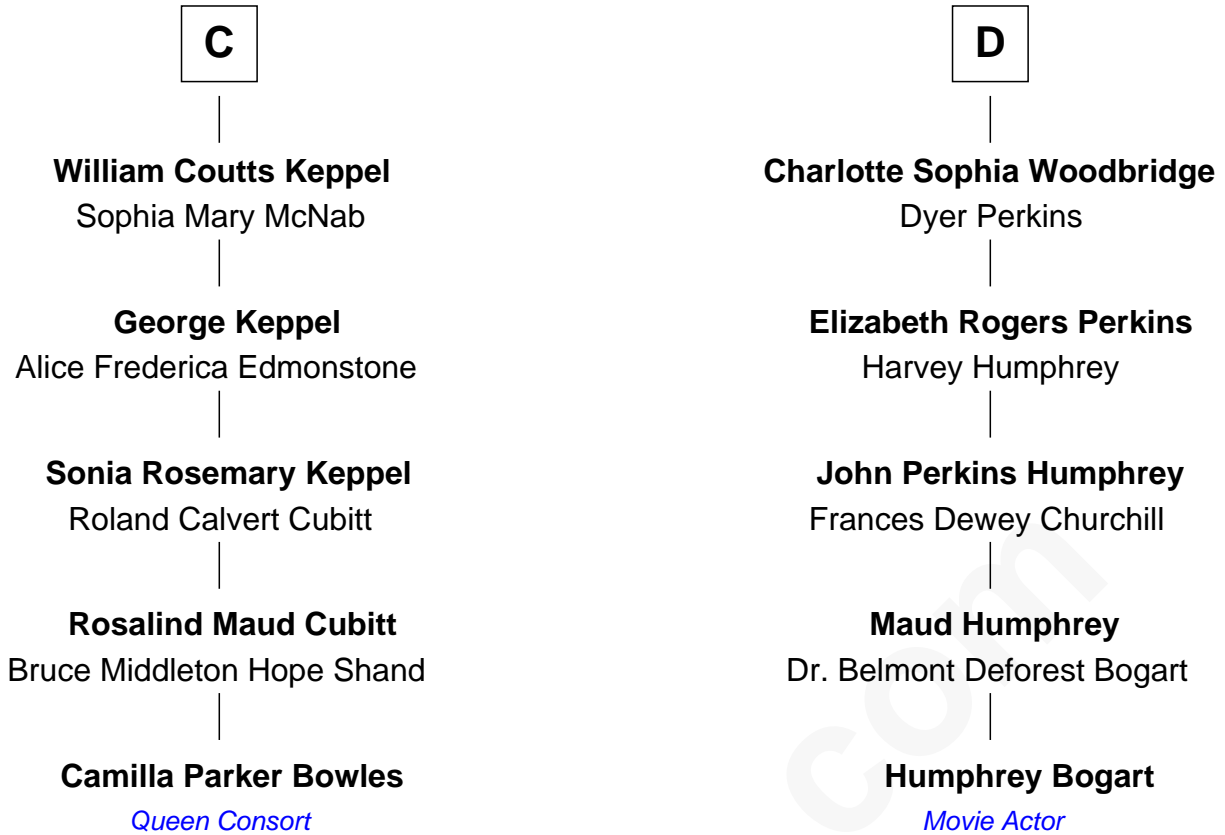 C
William Coutts Keppel
Sophia Mary McNab
George Keppel
Alice Frederica Edmonstone
Sonia Rosemary Keppel
Roland Calvert Cubitt
Rosalind Maud Cubitt
Bruce Middleton Hope Shand
Camilla Parker Bowles
Queen Consort
D
Charlotte Sophia Woodbridge
Dyer Perkins
Elizabeth Rogers Perkins
Harvey Humphrey
John Perkins Humphrey
Frances Dewey Churchill
Maud Humphrey
Dr. Belmont Deforest Bogart
Humphrey Bogart
Movie Actor
com